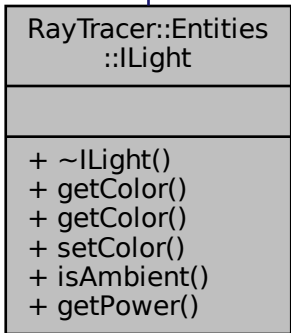 RayTracer::Entities
::ILight
+ ~ILight()
+ getColor()
+ getColor()
+ setColor()
+ isAmbient()
+ getPower()